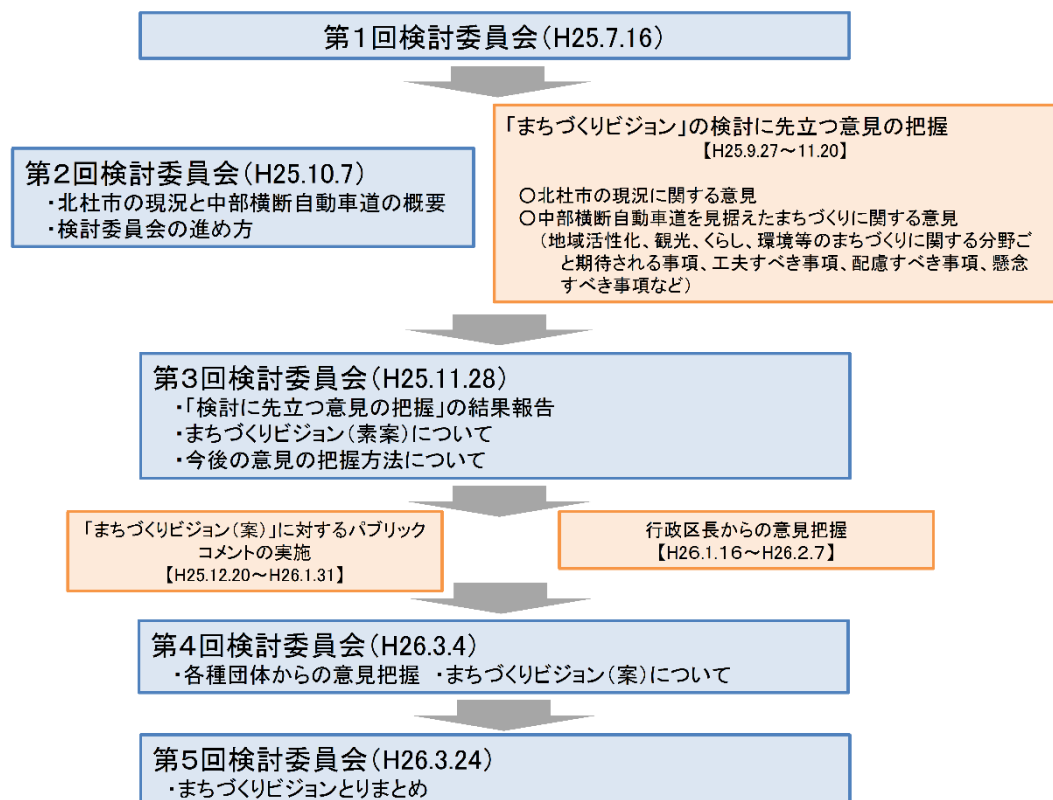 第1回検討委員会(H25.7.16)
「まちづくりビジョン」の検討に先立つ意見の把握
【H25.9.27～11.20】
○北杜市の現況に関する意見
○中部横断自動車道を見据えたまちづくりに関する意見
(地域活性化、観光、くらし、環境等のまちづくりに関する分野ご
と期待される事項、工夫すべき事項、配慮すべき事項、懸念
すべき事項など)
第2回検討委員会(H25.10.7)
・北杜市の現況と中部横断自動車道の概要
・検討委員会の進め方
第3回検討委員会(H25.11.28)
・「検討に先立つ意見の把握」の結果報告
・まちづくりビジョン(素案)について
・今後の意見の把握方法について
「まちづくりビジョン(案)」に対するパブリック
コメントの実施
【H25.12.20～H26.1.31】
行政区長からの意見把握
【H26.1.16～H26.2.7】
第4回検討委員会(H26.3.4)
・各種団体からの意見把握 ・まちづくりビジョン(案)について
第5回検討委員会(H26.3.24)
・まちづくりビジョンとりまとめ